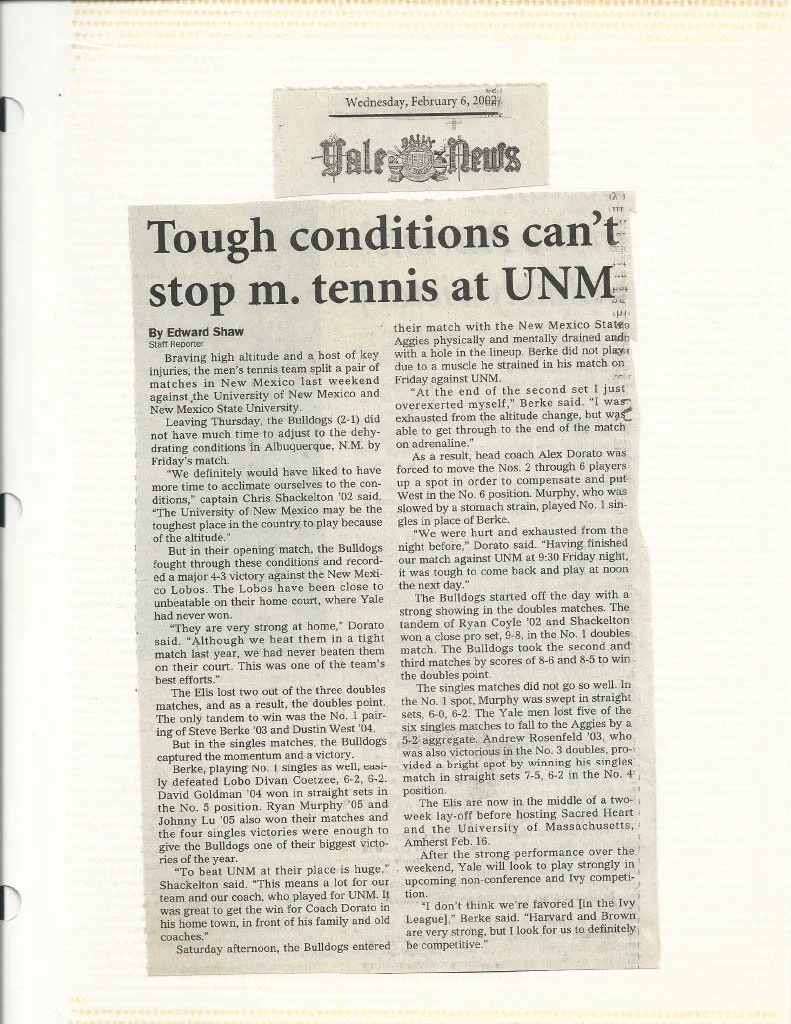 Wednesday, February 6, 2002
Yale News
Tough conditions can't
stop m. tennis at UNM
By Edward Shaw
Staff Reporter
Braving high altitude and a host of key
injuries, the men's tennis team split a pair of
matches in New Mexico last weekend
against the University of New Mexico and
New Mexico State University.
Leaving Thursday, the Bulldogs (2-1) did
not have much time to adjust to the dehy-
drating conditions in Albuquerque, N.M. by
Friday's match.
"We definitely would have liked to have
more time to acclimate ourselves to the con-
ditions," captain Chris Shackelton '02 said.
"The University of New Mexico may be the
toughest place in the country to play because
of the altitude."
But in their opening match, the Bulldogs
fought through these conditions and record-
ed a major 4-3 victory against the New Mexi-
co Lobos. The Lobos have been close to
unbeatable on their home court, where Yale
had never won.
"They are very strong at home," Dorato
said. "Although we beat them in a tight
match last year, we had never beaten them
on their court. This was one of the team's
best efforts."
The Elis lost two out of the three doubles
matches, and as a result, the doubles point.
The only tandem to win was the No. 1 pair-
ing of Steve Berke '03 and Dustin West '04.
But in the singles matches, the Bulldogs
captured the momentum and a victory.
Berke, playing No. 1 singles as well, easi-
ly defeated Lobo Divan Coetzee, 6-2, 6-2.
David Goldman '04 won in straight sets in
the No. 5 position. Ryan Murphy '05 and
Johnny Lu '05 also won their matches and
the four singles victories were enough to
give the Bulldogs one of their biggest victo-
ries of the year.
"To beat UNM at their place is huge,"
Shackelton said. "This means a lot for our
team and our coach, who played for UNM. It
was great to get the win for Coach Dorato in
his home town, in front of his family and old
coaches."
Saturday afternoon, the Bulldogs entered
their match with the New Mexico State
Aggies physically and mentally drained and
with a hole in the lineup. Berke did not play
due to a muscle he strained in his match on
Friday against UNM.
"At the end of the second set I just
overexerted myself," Berke said. "I was
exhausted from the altitude change, but was
able to get through to the end of the match
on adrenaline."
As a result, head coach Alex Dorato was
forced to move the Nos. 2 through 6 players
up a spot in order to compensate and put
West in the No. 6 position. Murphy, who was
slowed by a stomach strain, played No. 1 sin-
gles in place of Berke.
"We were hurt and exhausted from the
night before," Dorato said. "Having finished
our match against UNM at 9:30 Friday night,
it was tough to come back and play at noon
the next day."
The Bulldogs started off the day with a
strong showing in the doubles matches. The
tandem of Ryan Coyle '02 and Shackelton
won a close pro set, 9-8, in the No. 1 doubles
match. The Bulldogs took the second and
third matches by scores of 8-6 and 8-5 to win
the doubles point.
The singles matches did not go so well. In
the No. 1 spot, Murphy was swept in straight
sets, 6-0, 6-2. The Yale men lost five of the
six singles matches to fall to the Aggies by a
5-2 aggregate. Andrew Rosenfeld '03, who
was also victorious in the No. 3 doubles, pro-
vided a bright spot by winning his singles
match in straight sets 7-5, 6-2 in the No. 4
position.
The Elis are now in the middle of a two-
week lay-off before hosting Sacred Heart
and the University of Massachusetts,
Amherst Feb. 16.
After the strong performance over the
weekend, Yale will look to play strongly in
upcoming non-conference and Ivy competi-
tion.
"I don't think we're favored [in the Ivy
League]," Berke said. "Harvard and Brown
are very strong, but I look for us to definitely
be competitive."